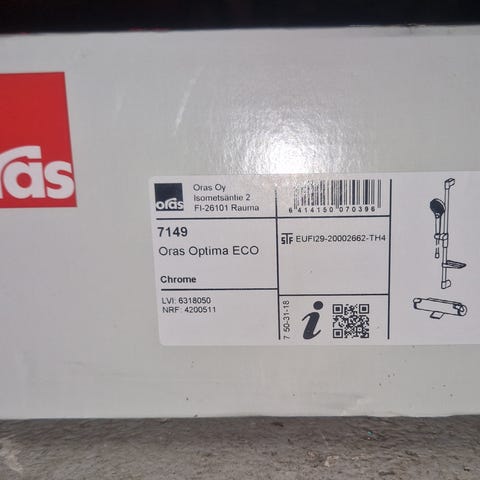 oras
oras
Oras Oy
Isometsäntie 2
FI-26101 Rauma
6 414150 070396
7149
Oras Optima ECO
STF EUFI29-20002662-TH4
Chrome
LVI: 6318050
NRF: 4200511
7 50-31-18
i